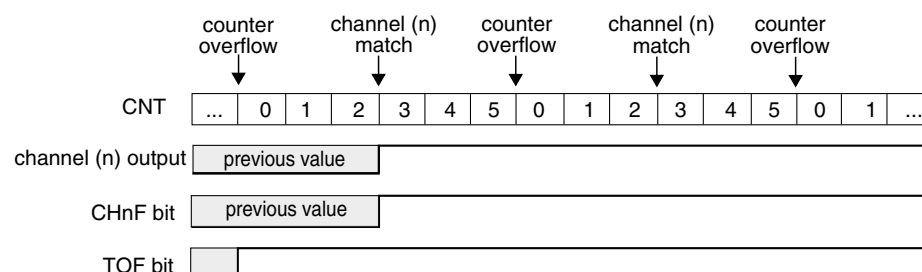 counter overflow channel (n) match counter overflow channel (n) match counter overflow
CNT ... 0 1 2 3 4 5 0 1 2 3 4 5 0 1 ...
channel (n) output previous value
CHnF bit previous value
TOF bit